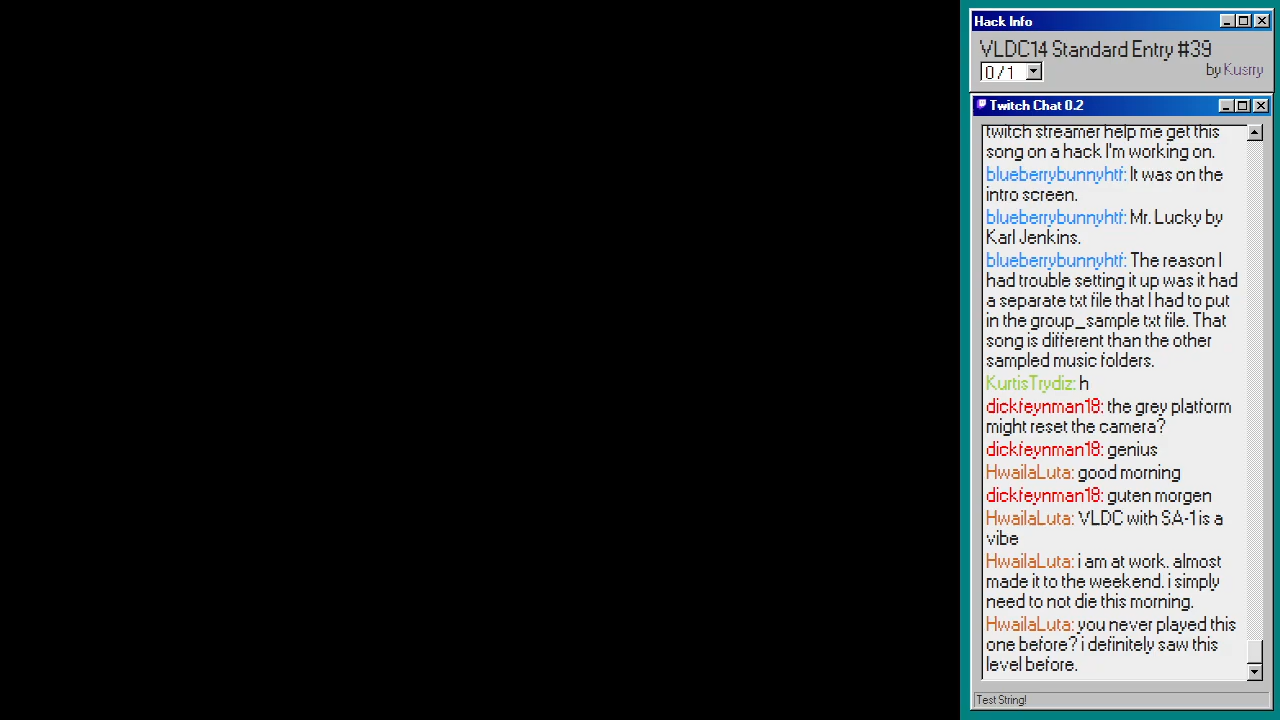 Hack Info
VLDC14 Standard Entry #39
0/1
by Kusrry
Twitch Chat 0.2
twitch streamer help me get this
song on a hack I'm working on.
blueberrybunnyhtf: It was on the
intro screen.
blueberrybunnyhtf: Mr. Lucky by
Karl Jenkins.
blueberrybunnyhtf: The reason I
had trouble setting it up was it had
a separate txt file that I had to put
in the group_sample txt file. That
song is different than the other
sampled music folders.
KurtisTrydiz: h
dickfeynman18: the grey platform
might reset the camera?
dickfeynman18: genius
HwailaLuta: good morning
dickfeynman18: guten morgen
HwailaLuta: VLDC with SA-1 is a
vibe
HwailaLuta: i am at work. almost
made it to the weekend. i simply
need to not die this morning.
HwailaLuta: you never played this
one before? i definitely saw this
level before.
Test String!